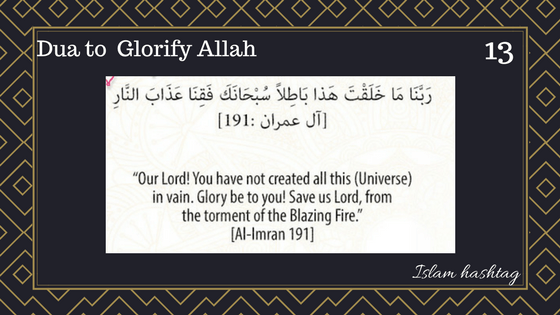 Dua to Glorify Allah
13
رَبَّنَا مَا خَلَقْتَ هَذا بَاطِلاً سُبْحَانَكَ فَقِنَا عَذَابَ النَّارِ
[آل عمران :191]
“Our Lord! You have not created all this (Universe)
in vain. Glory be to you! Save us Lord, from
the torment of the Blazing Fire.”
[Al-Imran 191]
Islam hashtag